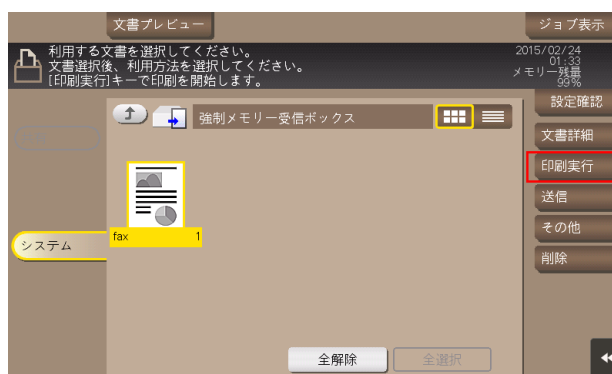 文書プレビュー
ジョブ表示
利用する文書を選択してください。
文書選択後、利用方法を選択してください。
[印刷実行]キーで印刷を開始します。
2015/02/24
01:33
メモリー残量
99%
設定確認
強制メモリー受信ボックス
文書詳細
印刷実行
送信
その他
fax 1
システム
削除
全解除
全選択